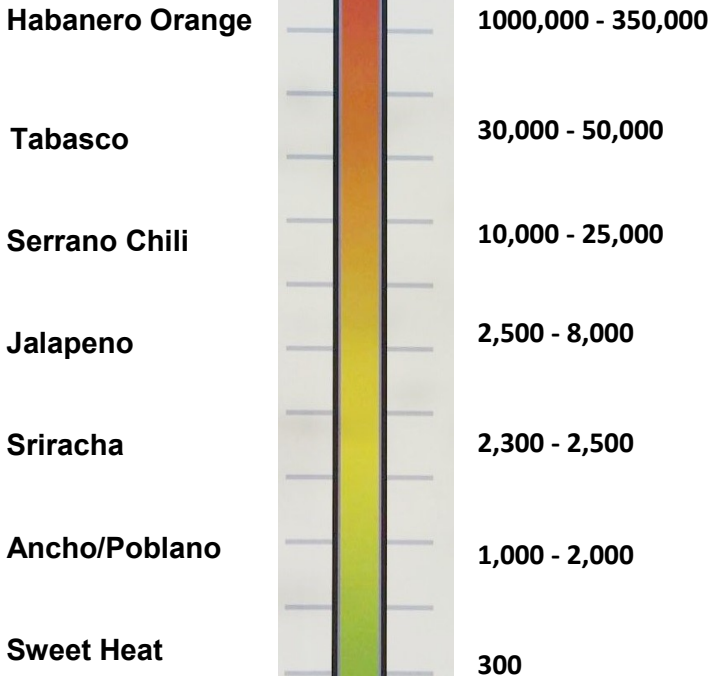 Habanero Orange 1000,000 - 350,000
Tabasco 30,000 - 50,000
Serrano Chili 10,000 - 25,000
Jalapeno 2,500 - 8,000
Sriracha 2,300 - 2,500
Ancho/Poblano 1,000 - 2,000
Sweet Heat 300